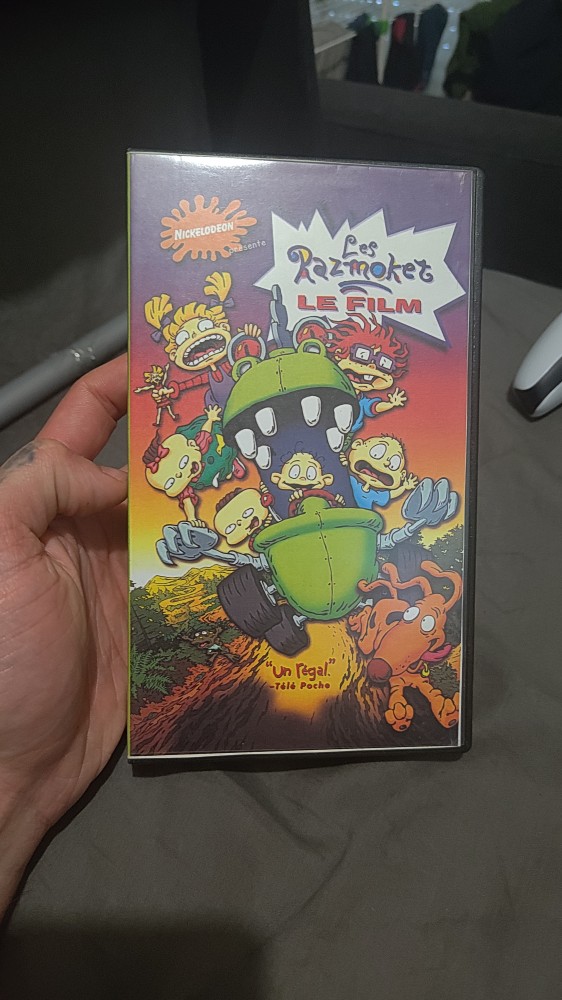 NICKELODEON
présente
Les
Razmoket
LE FILM
"un régal."
-Télé Poche